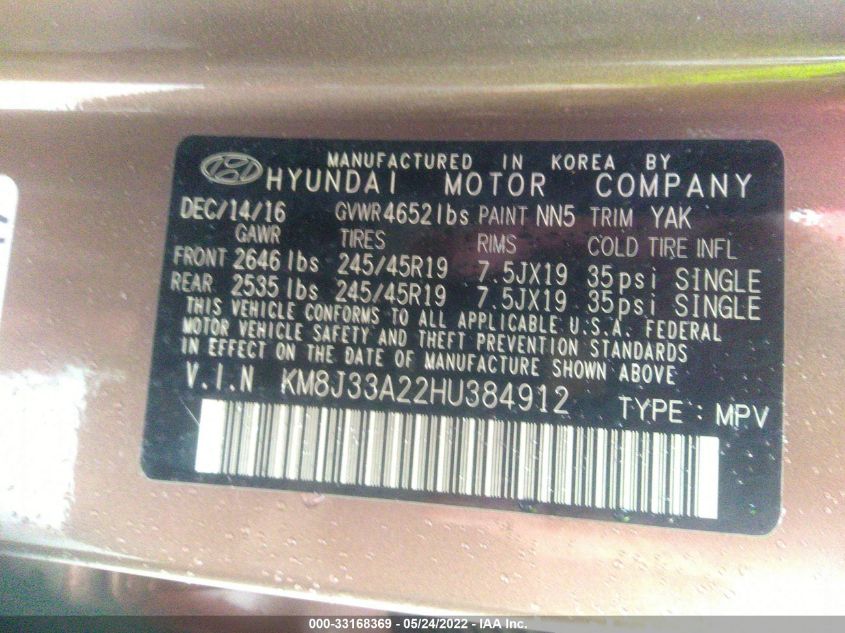 MANUFACTURED IN KOREA BY
HYUNDAI MOTOR COMPANY
DEC/14/16 GVWR 4652 lbs PAINT NN5 TRIM YAK
GAWR TIRES RIMS COLD TIRE INFL
FRONT 2646 lbs 245/45R19 7.5JX19 35psi SINGLE
REAR 2535 lbs 245/45R19 7.5JX19 35psi SINGLE
THIS VEHICLE CONFORMS TO ALL APPLICABLE U.S.A. FEDERAL
MOTOR VEHICLE SAFETY AND THEFT PREVENTION STANDARDS
IN EFFECT ON THE DATE OF MANUFACTURE SHOWN ABOVE
V.I.N KM8J33A22HU384912 TYPE : MPV
000-33168369 - 05/24/2022 - IAA Inc.